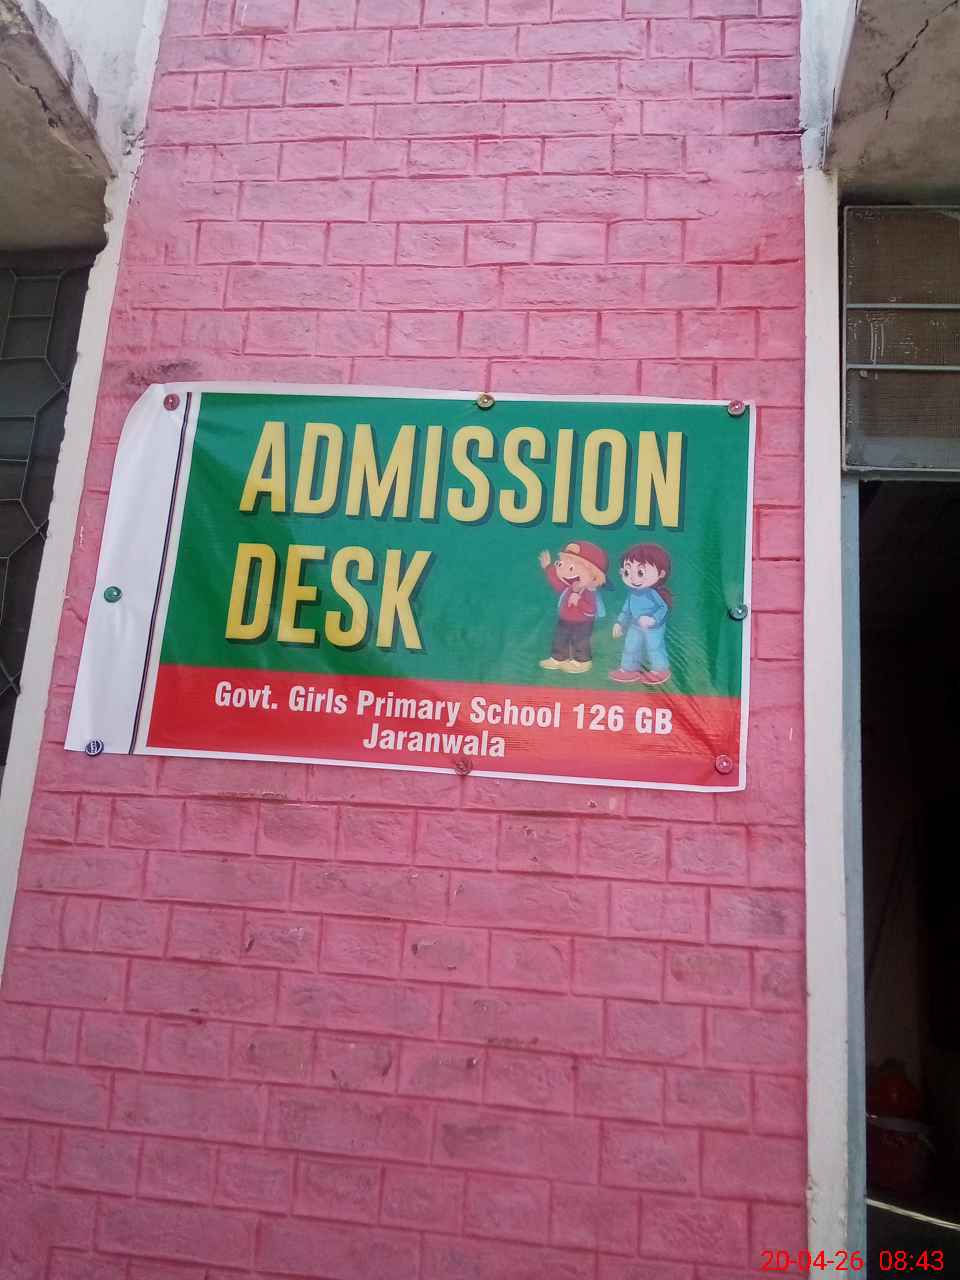 ADMISSION
DESK
Govt. Girls Primary School 126 GB
Jaranwala
20-04-26 08:43